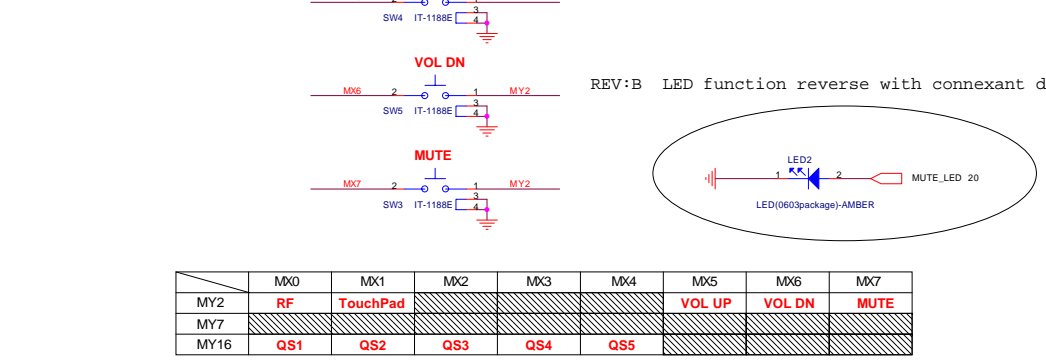 2 1
3
SW4 IT-1188E 4
VOL DN
MX6 2 1 MY2
3
SW5 IT-1188E 4
REV:B LED function reverse with connexant d
MUTE
MX7 2 1 MY2
3
SW3 IT-1188E 4
LED2
1 2 MUTE_LED 20
LED(0603package)-AMBER
MX0 MX1 MX2 MX3 MX4 MX5 MX6 MX7
MY2 RF TouchPad VOL UP VOL DN MUTE
MY7
MY16 QS1 QS2 QS3 QS4 QS5